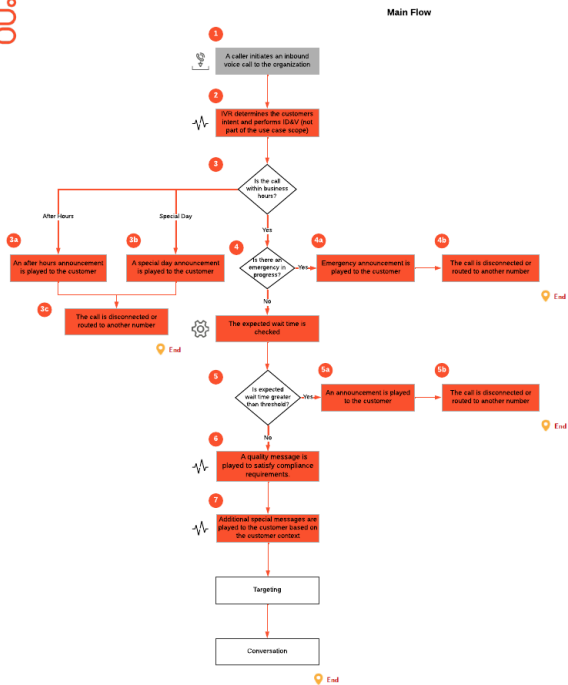 Main Flow
1
A caller initiates an inbound
voice call to the organization
2
IVR determines the customers
intent and performs ID&V (not
part of the use case scope)
3
Is the call
within business
hours?
After Hours
Special Day
Yes
3a
An after hours announcement
is played to the customer
3b
A special day announcement
is played to the customer
4
Is there an
emergency in
progress?
Yes
4a
Emergency announcement is
played to the customer
4b
The call is disconnected or
routed to another number
End
No
3c
The call is disconnected or
routed to another number
End
The expected wait time is
checked
5
Is expected
wait time greater
than threshold?
Yes
5a
An announcement is played
to the customer
5b
The call is disconnected or
routed to another number
End
No
6
A quality message is
played to satisfy compliance
requirements.
7
Additional special messages are
played to the customer based on
the customer context
Targeting
Conversation
End